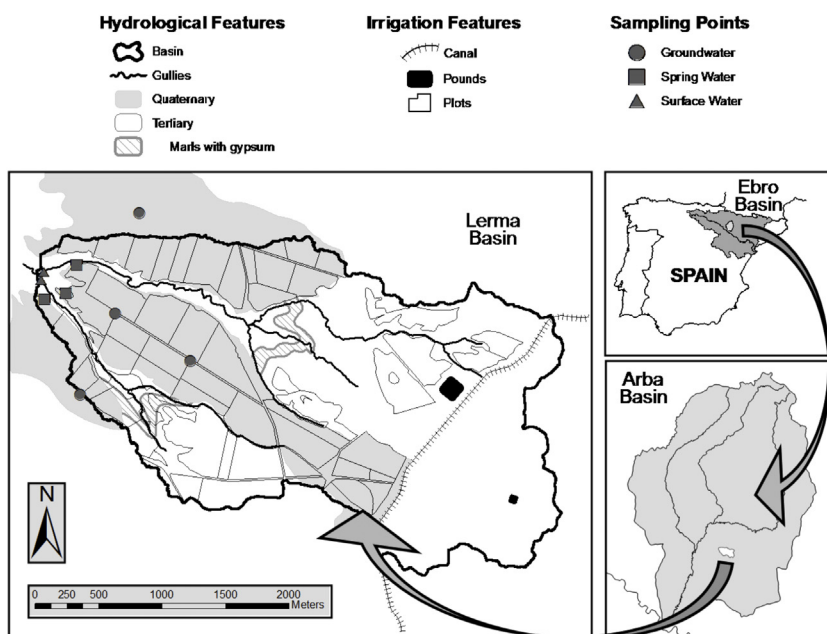 Hydrological Features
Basin
Gullies
Quaternary
Tertiary
Marls with gypsum
Irrigation Features
Canal
Pounds
Plots
Sampling Points
Groundwater
Spring Water
Surface Water
Lerma
Basin
N
0 250 500 1000 1500 2000
Meters
Ebro
Basin
SPAIN
Arba
Basin